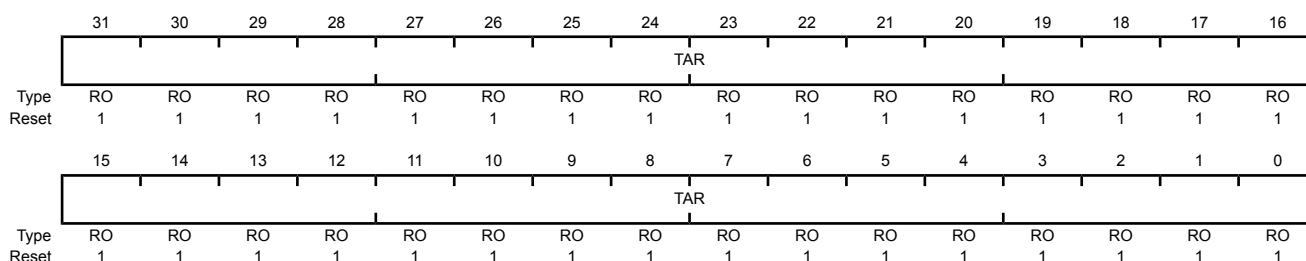 31 30 29 28 27 26 25 24 23 22 21 20 19 18 17 16
TAR
Type RO RO RO RO RO RO RO RO RO RO RO RO RO RO RO RO
Reset 1 1 1 1 1 1 1 1 1 1 1 1 1 1 1 1
15 14 13 12 11 10 9 8 7 6 5 4 3 2 1 0
TAR
Type RO RO RO RO RO RO RO RO RO RO RO RO RO RO RO RO
Reset 1 1 1 1 1 1 1 1 1 1 1 1 1 1 1 1